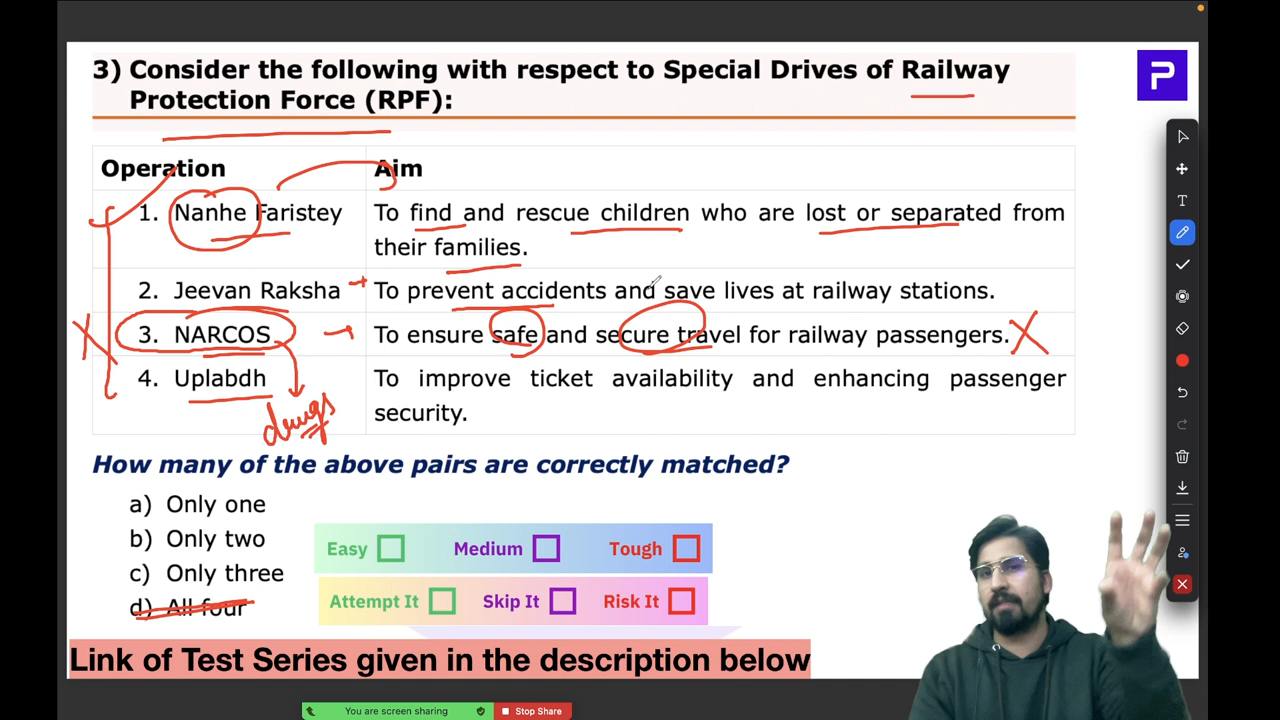 3) Consider the following with respect to Special Drives of Railway
Protection Force (RPF):
P
Operation Aim
1. Nanhe Faristey To find and rescue children who are lost or separated from
their families.
2. Jeevan Raksha To prevent accidents and save lives at railway stations.
3. NARCOS To ensure safe and secure travel for railway passengers.
4. Uplabdh To improve ticket availability and enhancing passenger
security.
drugs
How many of the above pairs are correctly matched?
a) Only one
b) Only two
c) Only three
d) All four
Easy Medium Tough
Attempt It Skip It Risk It
Link of Test Series given in the description below
You are screen sharing Stop Share
T